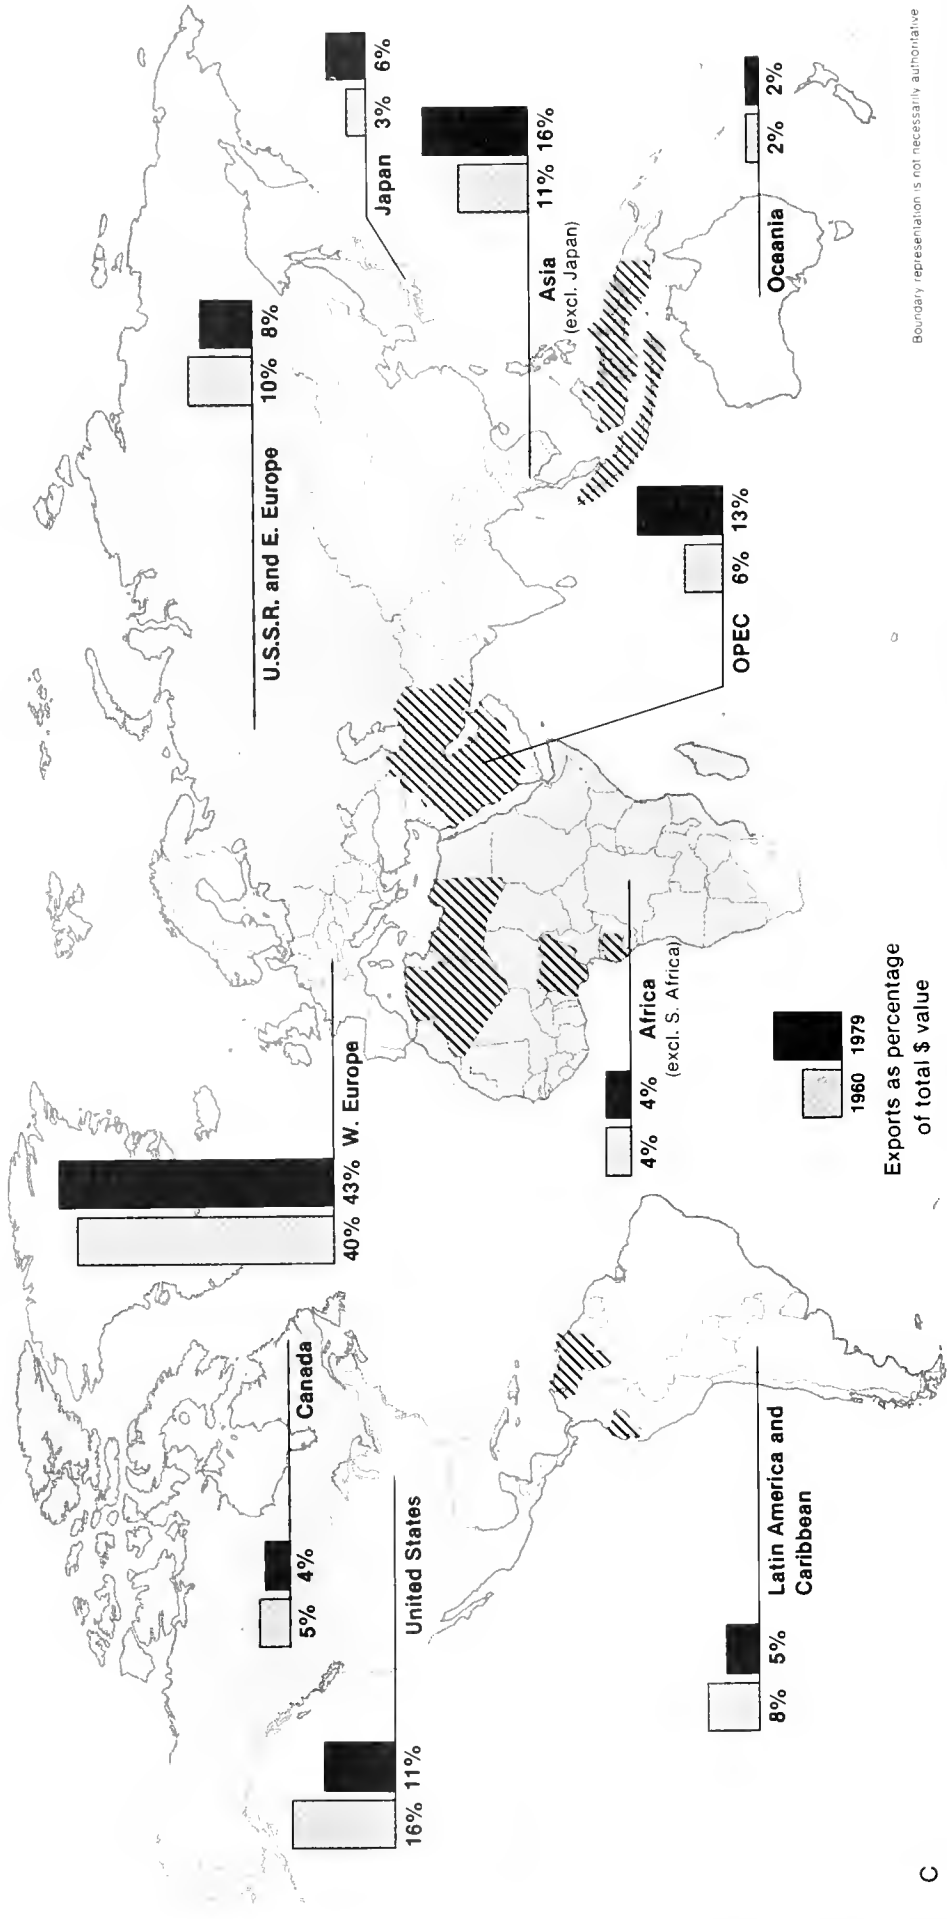 Canada
5% 4%
United States
16% 11%
W. Europe
40% 43%
U.S.S.R. and E. Europe
10% 8%
Japan
3% 6%
Asia
(excl. Japan)
11% 16%
OPEC
6% 13%
Africa
(excl. S. Africa)
4% 4%
Latin America and
Caribbean
8% 5%
Oceania
2% 2%
1960 1979
Exports as percentage
of total $ value
Boundary representation is not necessarily authoritative
C